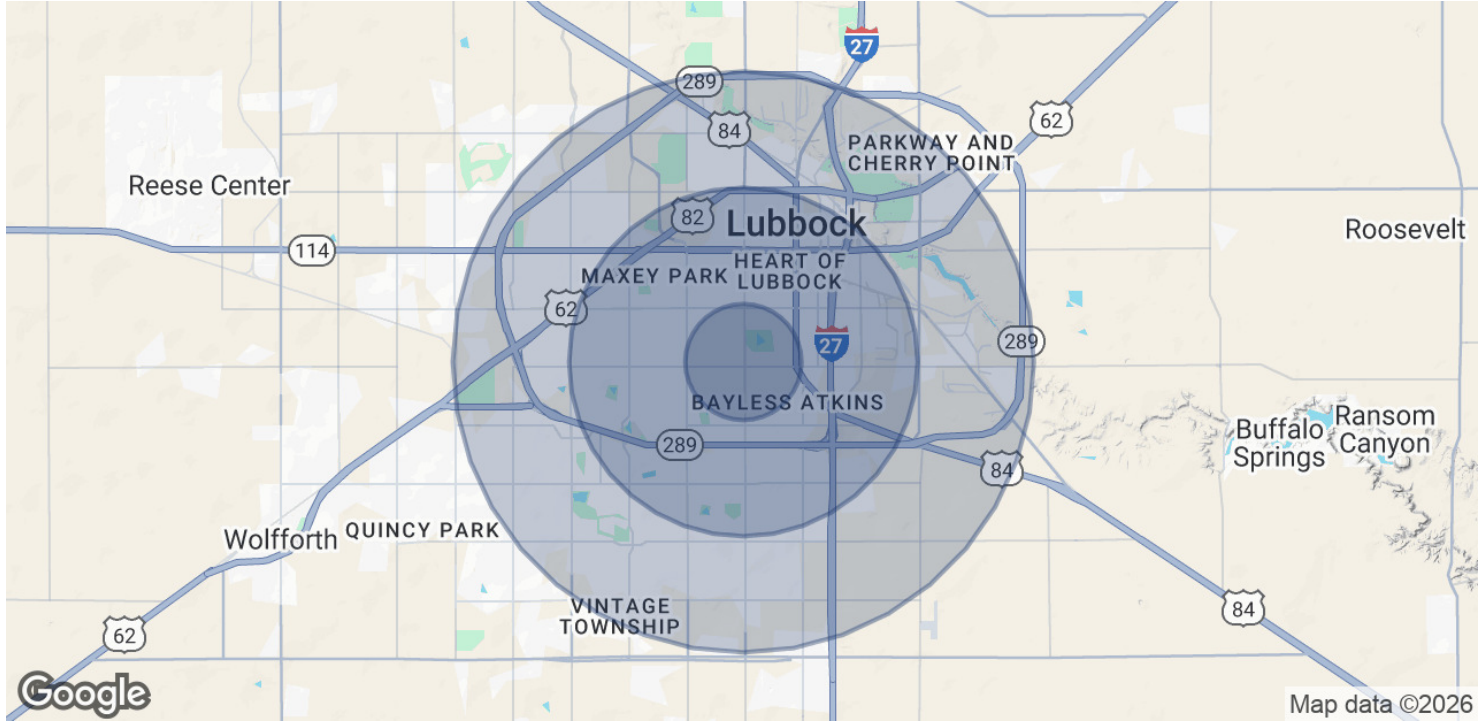 27
289
84
62
PARKWAY AND
CHERRY POINT
Reese Center
82
Lubbock
Roosevelt
114
HEART OF
LUBBOCK
MAXEY PARK
62
27
289
BAYLESS ATKINS
Buffalo
Springs
Ransom
Canyon
289
84
Wolfforth
QUINCY PARK
VINTAGE
TOWNSHIP
84
62
Google
Map data ©2026